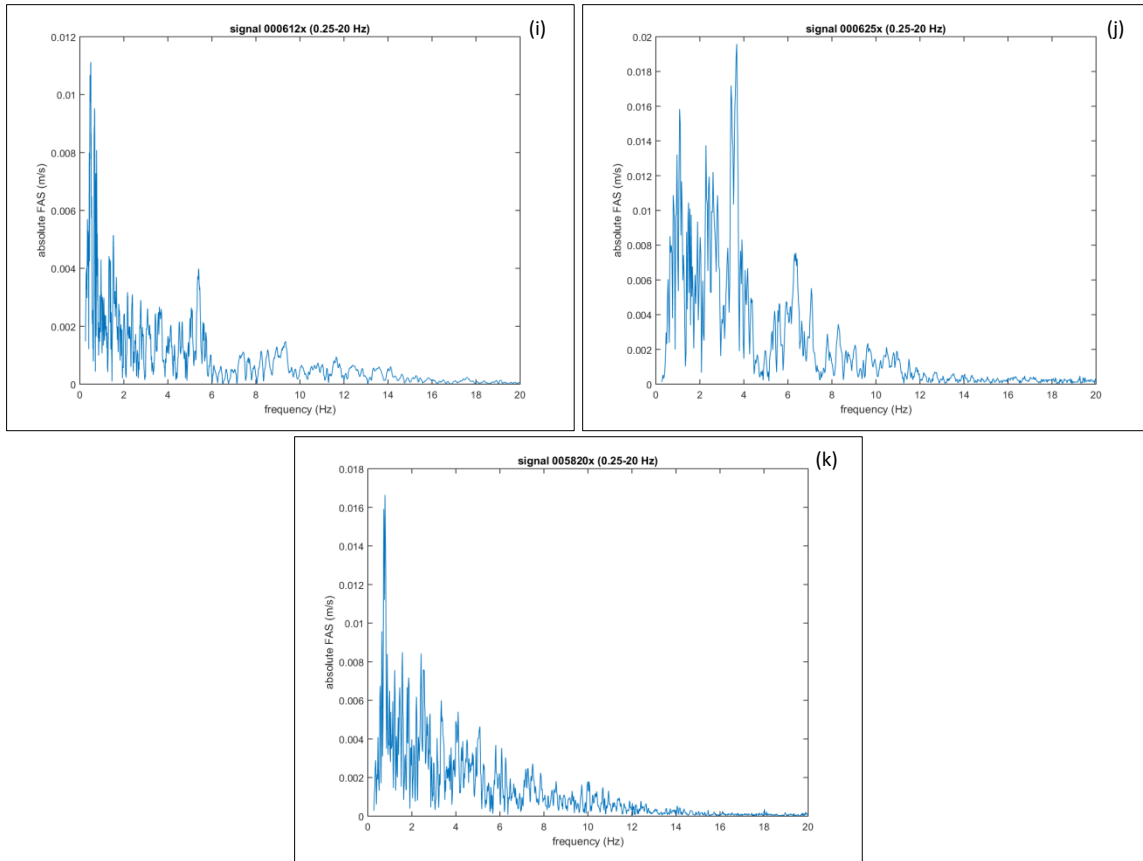 signal 000612x (0.25-20 Hz)
(i)
0.012
0.01
0.008
0.006
0.004
0.002
0
absolute FAS (m/s)
0 2 4 6 8 10 12 14 16 18 20
frequency (Hz)
signal 000625x (0.25-20 Hz)
(j)
0.02
0.018
0.016
0.014
0.012
0.01
0.008
0.006
0.004
0.002
0
absolute FAS (m/s)
0 2 4 6 8 10 12 14 16 18 20
frequency (Hz)
signal 005820x (0.25-20 Hz)
(k)
0.018
0.016
0.014
0.012
0.01
0.008
0.006
0.004
0.002
0
absolute FAS (m/s)
0 2 4 6 8 10 12 14 16 18 20
frequency (Hz)